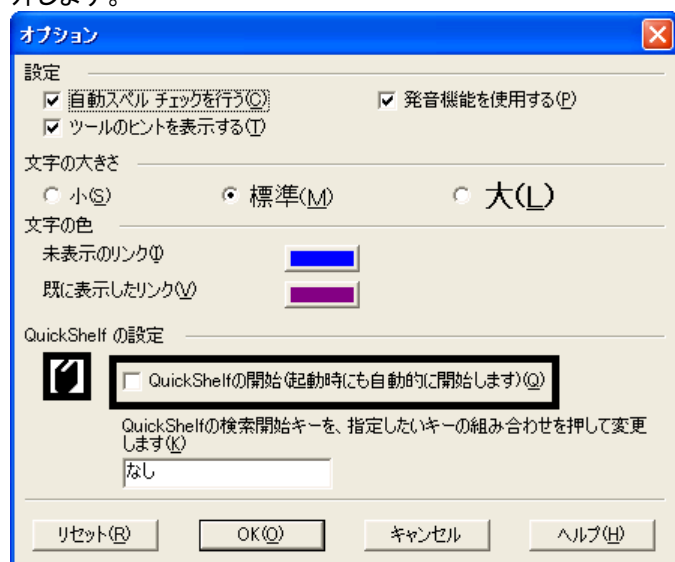 オプション
設定
自動スペル チェックを行う(C)
発音機能を使用する(P)
ツールのヒントを表示する(T)
文字の大きさ
小(S)
標準(M)
大(L)
文字の色
未表示のリンク(I)
既に表示したリンク(V)
QuickShelf の設定
QuickShelfの開始(起動時にも自動的に開始します)(Q)
QuickShelfの検索開始キーを、指定したいキーの組み合わせを押して変更
します(K)
なし
リセット(R)
OK(O)
キャンセル
ヘルプ(H)